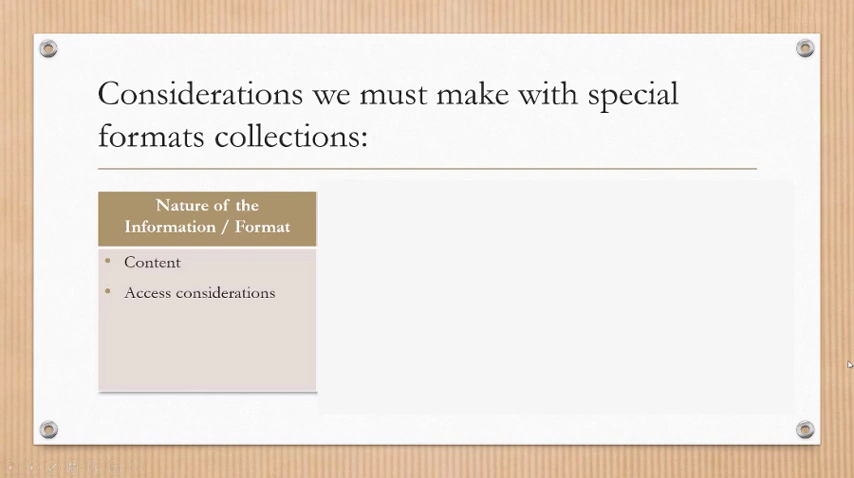 Considerations we must make with special
formats collections:
Nature of the
Information / Format
• Content
• Access considerations